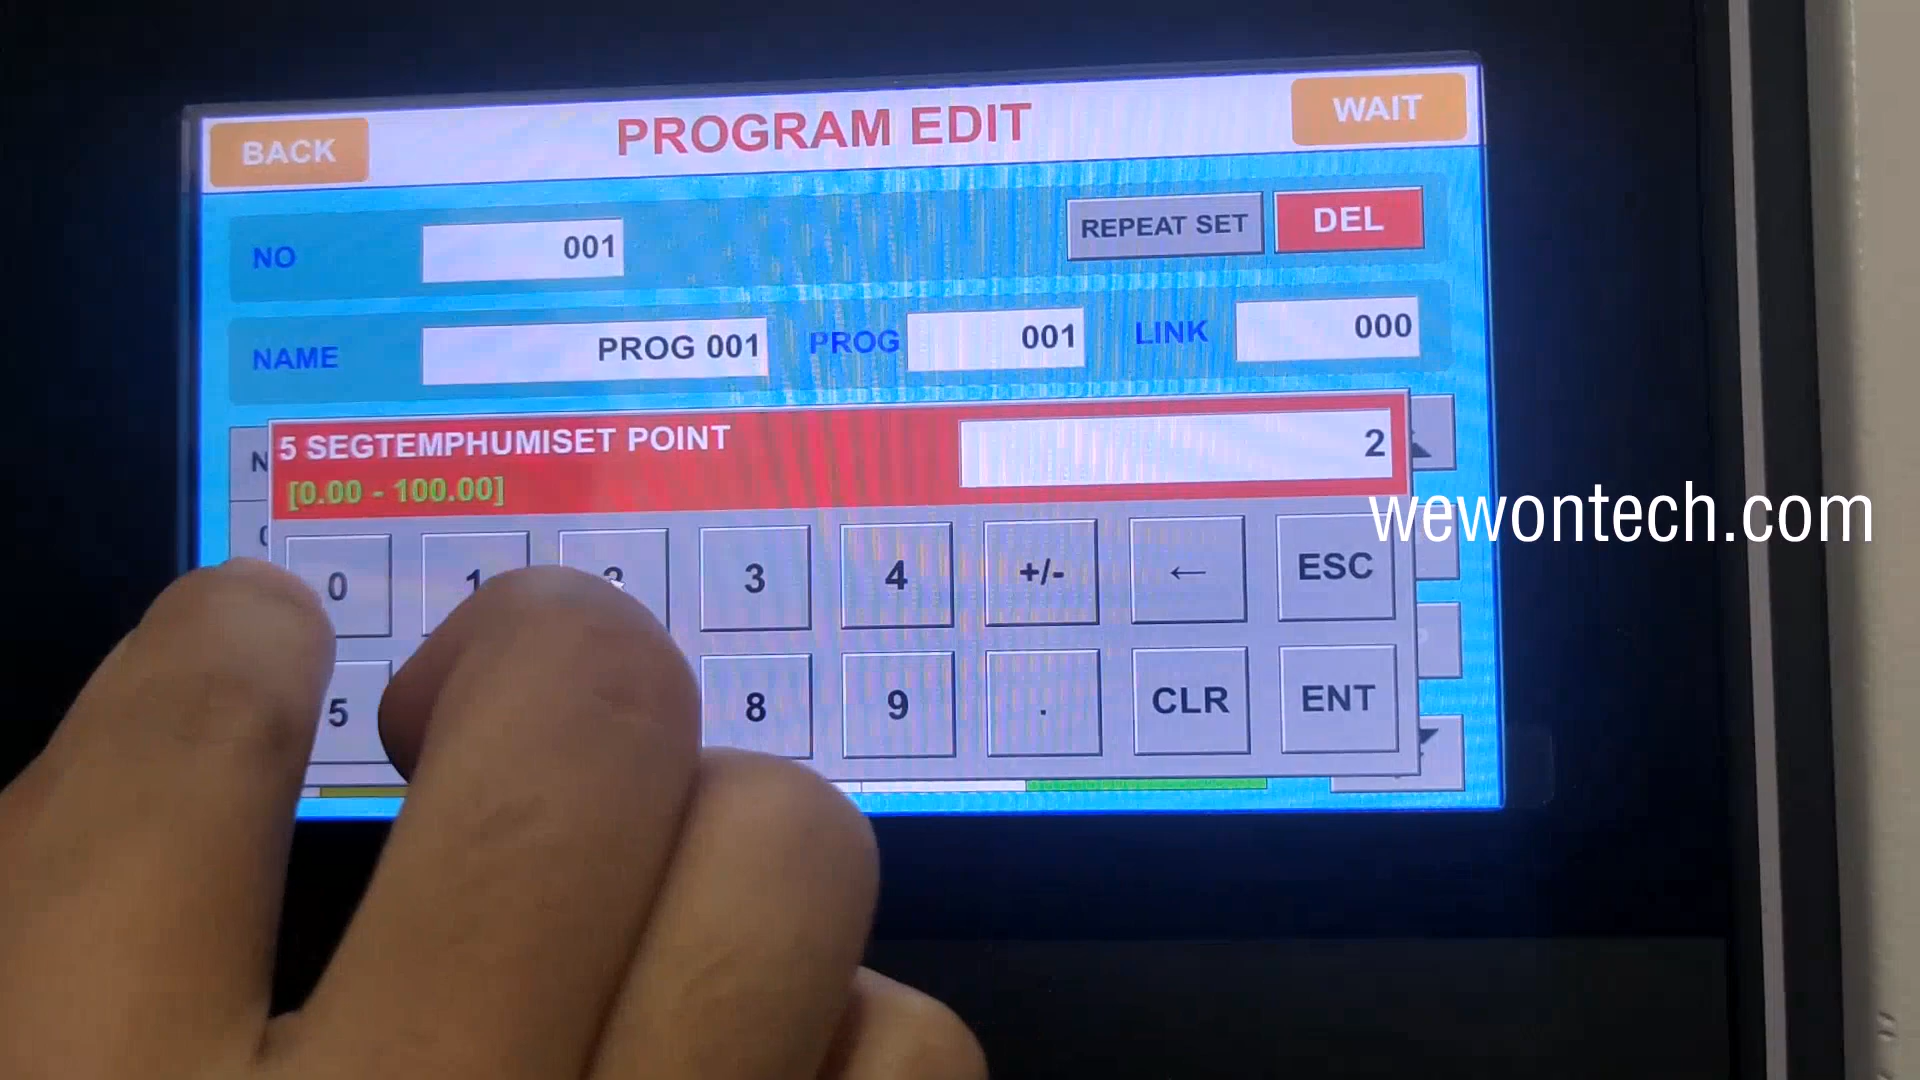 BACK
PROGRAM EDIT
WAIT
NO
001
REPEAT SET
DEL
NAME
PROG 001
PROG
001
LINK
000
5 SEGTEMPHUMISET POINT
2
[0.00 - 100.00]
wewontech.com
0
1
2
3
4
+/-
←
ESC
5
8
9
.
CLR
ENT